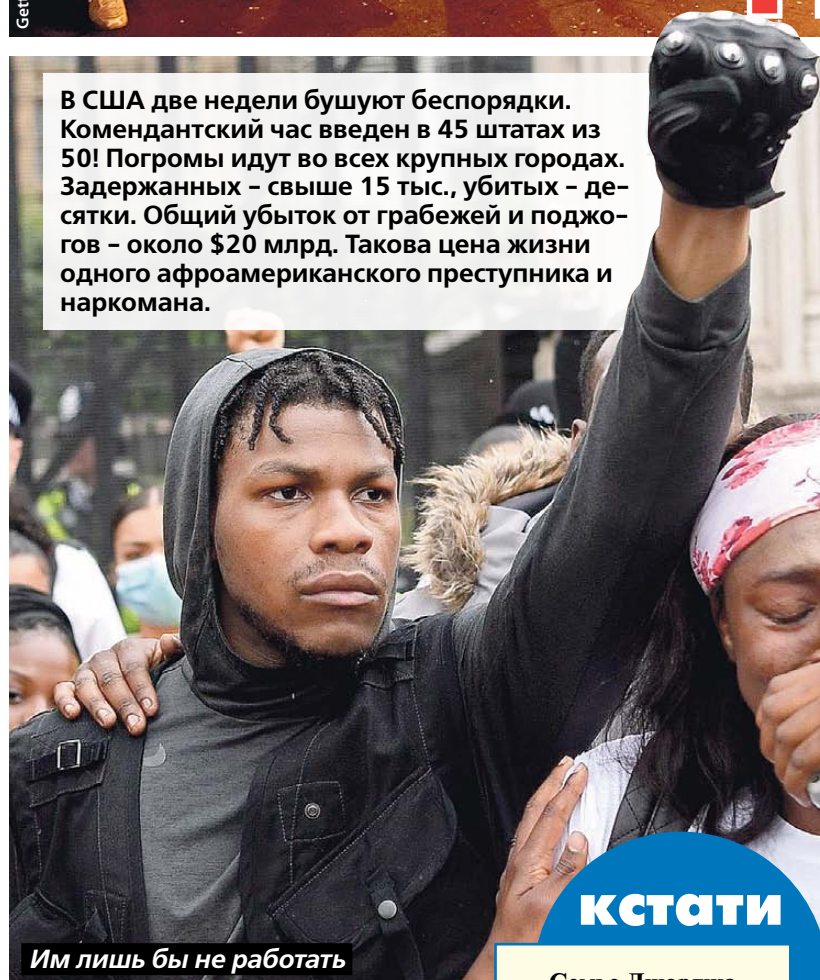 Gett
В США две недели бушуют беспорядки.
Комендантский час введен в 45 штатах из
50! Погромы идут во всех крупных городах.
Задержанных – свыше 15 тыс., убитых – де-
сятки. Общий убыток от грабежей и поджо-
гов – около $20 млрд. Такова цена жизни
одного афроамериканского преступника и
наркомана.
Им лишь бы не работать
кстати